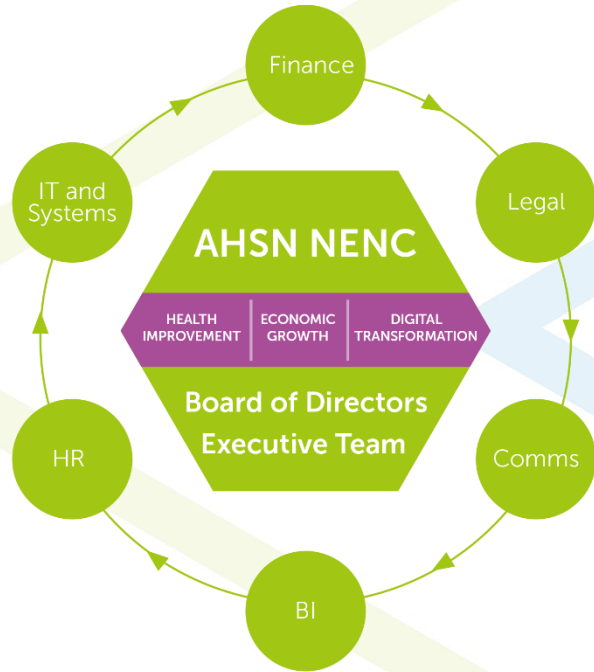 Finance
IT and
Systems
Legal
AHSN NENC
HEALTH
IMPROVEMENT
ECONOMIC
GROWTH
DIGITAL
TRANSFORMATION
Board of Directors
Executive Team
HR
Comms
BI